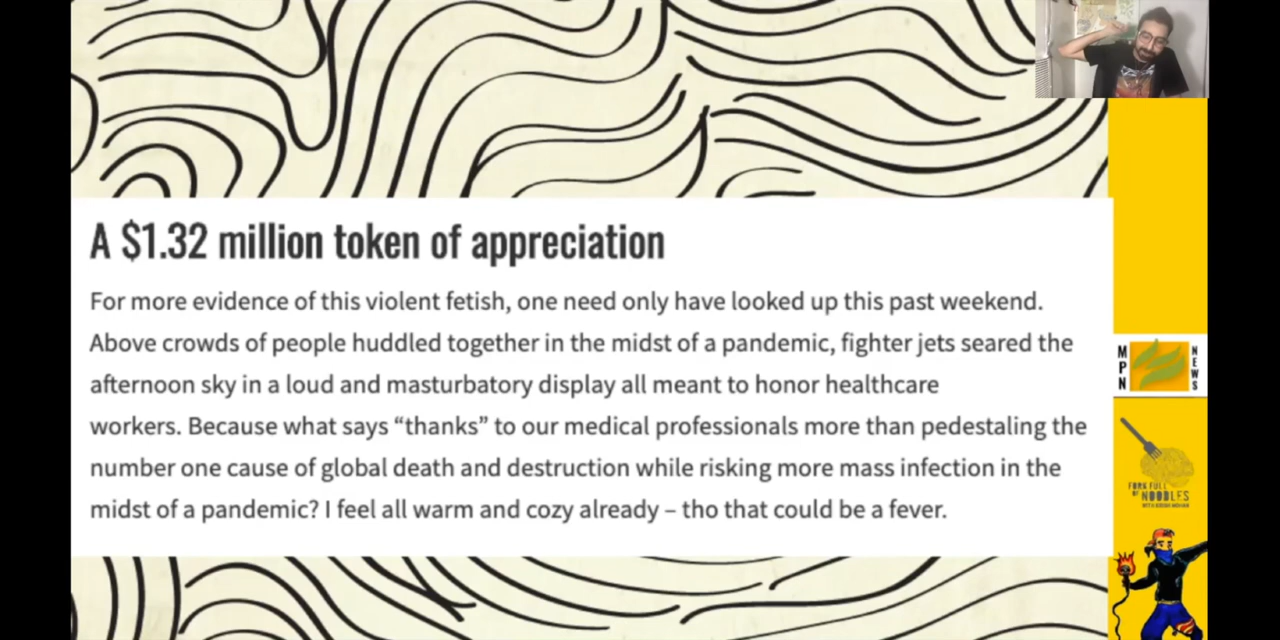 A $1.32 million token of appreciation
For more evidence of this violent fetish, one need only have looked up this past weekend.
Above crowds of people huddled together in the midst of a pandemic, fighter jets seared the
afternoon sky in a loud and masturbatory display all meant to honor healthcare
workers. Because what says “thanks” to our medical professionals more than pedestaling the
number one cause of global death and destruction while risking more mass infection in the
midst of a pandemic? I feel all warm and cozy already – tho that could be a fever.
MPN NEWS
FORK FULL
OF NOODLES